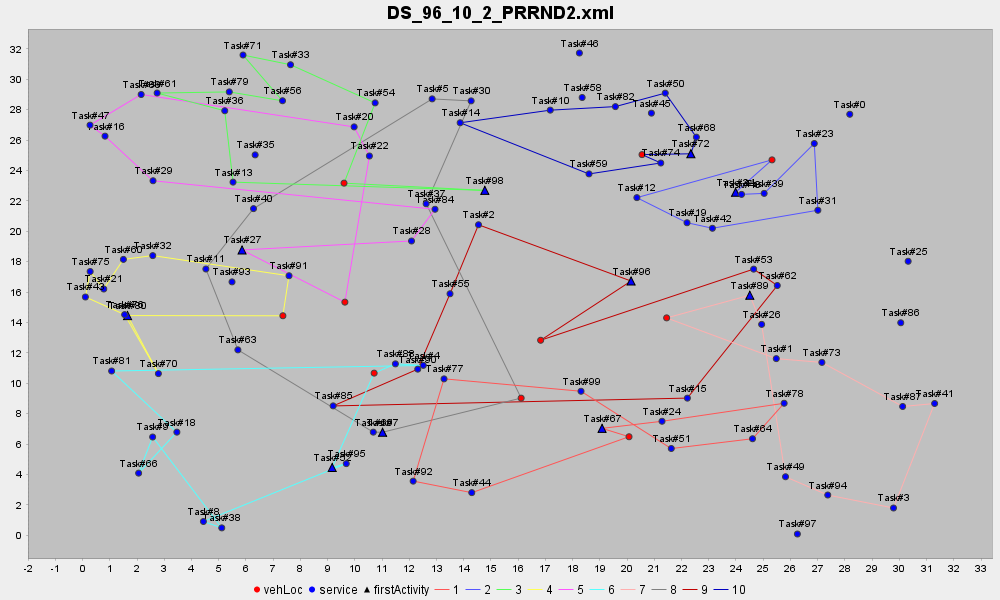 DS_96_10_2_PRRND2.xml
Task#46
Task#71
Task#33
Task#61
Task#79
Task#56
Task#54
Task#5
Task#30
Task#58
Task#50
Task#10
Task#82
Task#45
Task#0
Task#36
Task#47
Task#16
Task#20
Task#14
Task#68
Task#23
Task#35
Task#22
Task#72
Task#74
Task#59
Task#29
Task#13
Task#98
Task#12
Task#39
Task#37
Task#84
Task#40
Task#31
Task#2
Task#19
Task#42
Task#28
Task#27
Task#60
Task#32
Task#25
Task#75
Task#11
Task#91
Task#93
Task#53
Task#96
Task#62
Task#21
Task#43
Task#55
Task#89
Task#80
Task#26
Task#86
Task#63
Task#1
Task#73
Task#81
Task#70
Task#4
Task#90
Task#77
Task#99
Task#15
Task#85
Task#78
Task#87
Task#41
Task#24
Task#67
Task#9
Task#18
Task#64
Task#51
Task#66
Task#52
Task#95
Task#92
Task#44
Task#49
Task#94
Task#3
Task#8
Task#38
Task#97
32
30
28
26
24
22
20
18
16
14
12
10
8
6
4
2
0
-2 -1 0 1 2 3 4 5 6 7 8 9 10 11 12 13 14 15 16 17 18 19 20 21 22 23 24 25 26 27 28 29 30 31 32 33
vehLoc service firstActivity 1 2 3 4 5 6 7 8 9 10